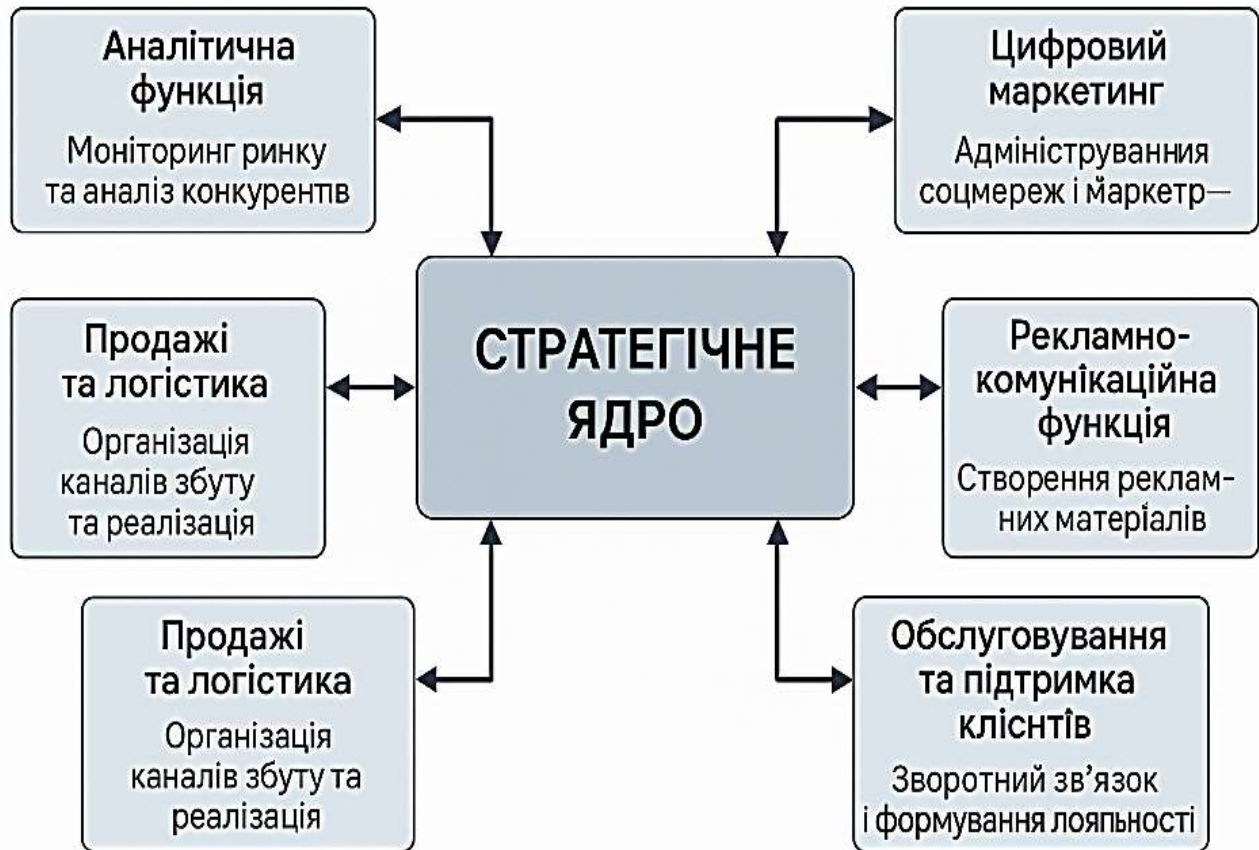 Аналітична
функція
Моніторинг ринку
та аналіз конкурентів
Цифровий
маркетинг
Адмініструванния
соцмереж і маркетр—
СТРАТЕГІЧНЕ
ЯДРО
Продажі
та логістика
Організація
каналів збуту
та реалізація
Рекламно-
комунікаційна
функція
Створення реклам-
них матеріалів
Продажі
та логістика
Організація
каналів збуту та
реалізація
Обслуговування
та підтримка
клієнтів
Зворотний зв’язок
і формування лояльності